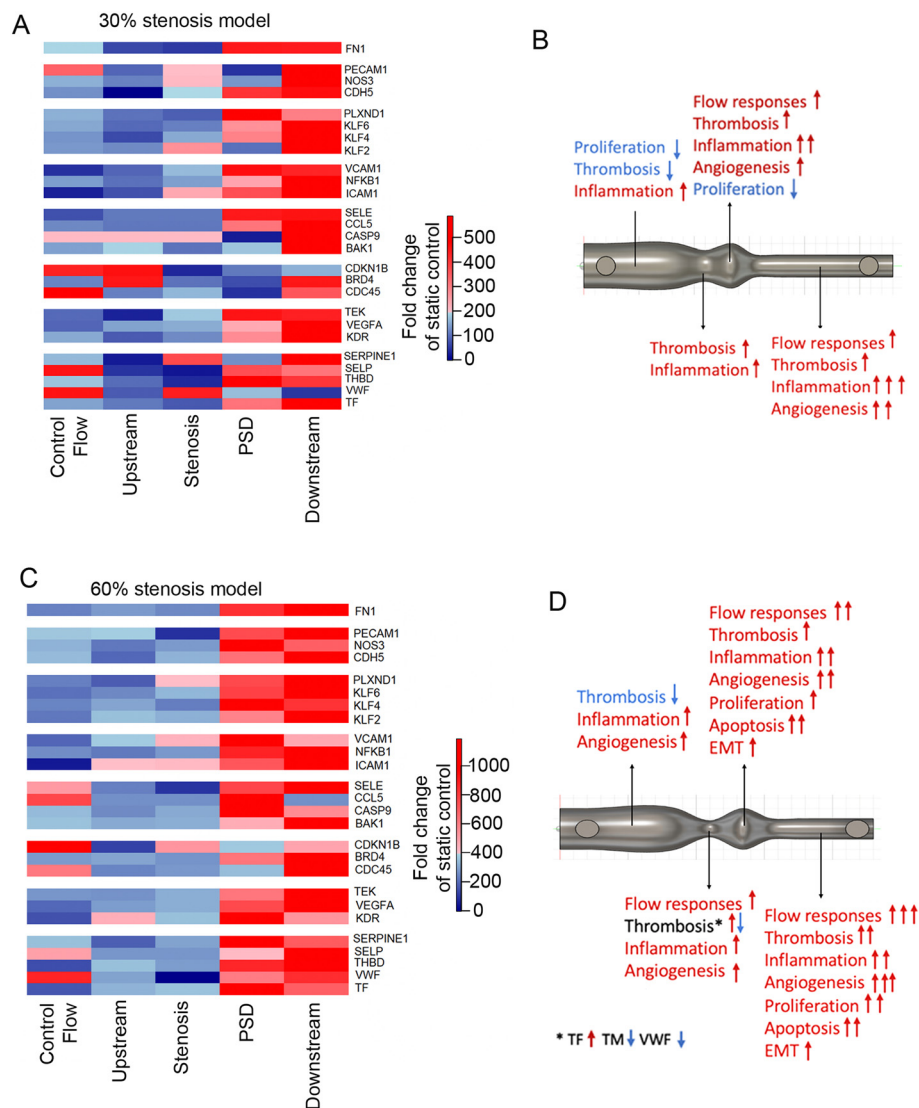 A
30% stenosis model
FN1
PECAM1
NOS3
CDH5
PLXND1
KLF6
KLF4
KLF2
VCAM1
NFKB1
ICAM1
SELE
CCL5
CASP9
BAK1
CDKN1B
BRD4
CDC45
TEK
VEGFA
KDR
SERPINE1
SELP
THBD
VWF
TF
Control
Flow
Upstream
Stenosis
PSD
Downstream
Fold change
of static control
500
400
300
200
100
0
B
Proliferation ↓
Thrombosis ↓
Inflammation ↑
Flow responses ↑
Thrombosis ↑
Inflammation ↑↑
Angiogenesis ↑
Proliferation ↓
Thrombosis ↑
Inflammation ↑
Flow responses ↑
Thrombosis ↑
Inflammation ↑↑↑
Angiogenesis ↑↑
C
60% stenosis model
FN1
PECAM1
NOS3
CDH5
PLXND1
KLF6
KLF4
KLF2
VCAM1
NFKB1
ICAM1
SELE
CCL5
CASP9
BAK1
CDKN1B
BRD4
CDC45
TEK
VEGFA
KDR
SERPINE1
SELP
THBD
VWF
TF
Control
Flow
Upstream
Stenosis
PSD
Downstream
Fold change
of static control
1000
800
600
400
200
0
D
Thrombosis ↓
Inflammation ↑
Angiogenesis ↑
Flow responses ↑↑
Thrombosis ↑
Inflammation ↑↑
Angiogenesis ↑↑
Proliferation ↑
Apoptosis ↑↑
EMT ↑
Flow responses ↑
Thrombosis* ↑↓
Inflammation ↑
Angiogenesis ↑
Flow responses ↑↑↑
Thrombosis ↑↑
Inflammation ↑↑
Angiogenesis ↑↑↑
Proliferation ↑↑
Apoptosis ↑↑
EMT ↑
* TF ↑ TM ↓ VWF ↓